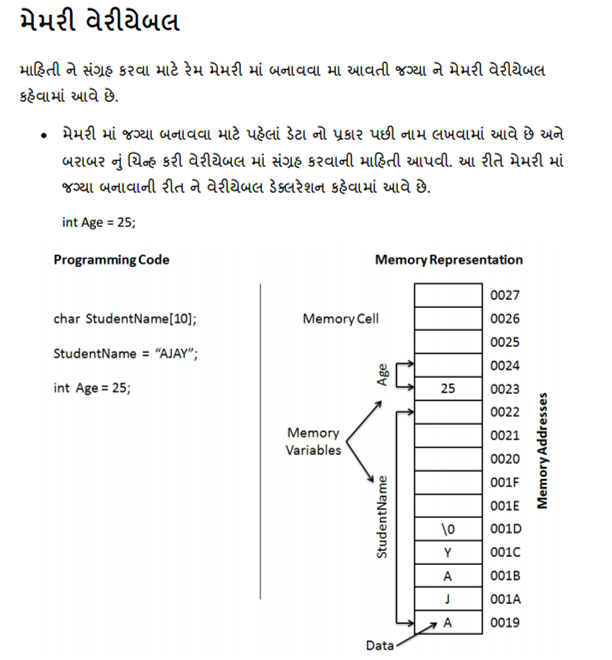 મેમરી વેરીયેબલ
માહિતી ને સંગ્રહ કરવા માટે રેમ મેમરી માં બનાવવા મા આવતી જગ્યા ને મેમરી વેરીયેબલ
કહેવામાં આવે છે.
• મેમરી માં જગ્યા બનાવવા માટે પહેલાં ડેટા નો પ્રકાર પછી નામ લખવામાં આવે છે અને
બરાબર નું ચિન્હ કરી વેરીયેબલ માં સંગ્રહ કરવાની માહિતી આપવી. આ રીતે મેમરી માં
જગ્યા બનાવાની રીત ને વેરીયેબલ ડેક્લરેશન કહેવામાં આવે છે.
int Age = 25;
Programming Code
char StudentName[10];
StudentName = “AJAY”;
int Age = 25;
Memory Representation
Memory Cell
Memory
Variables
Age
StudentName
Data
0027
0026
0025
0024
25 0023
0022
0021
0020
001F
001E
\0 001D
Y 001C
A 001B
J 001A
A 0019
Memory Addresses